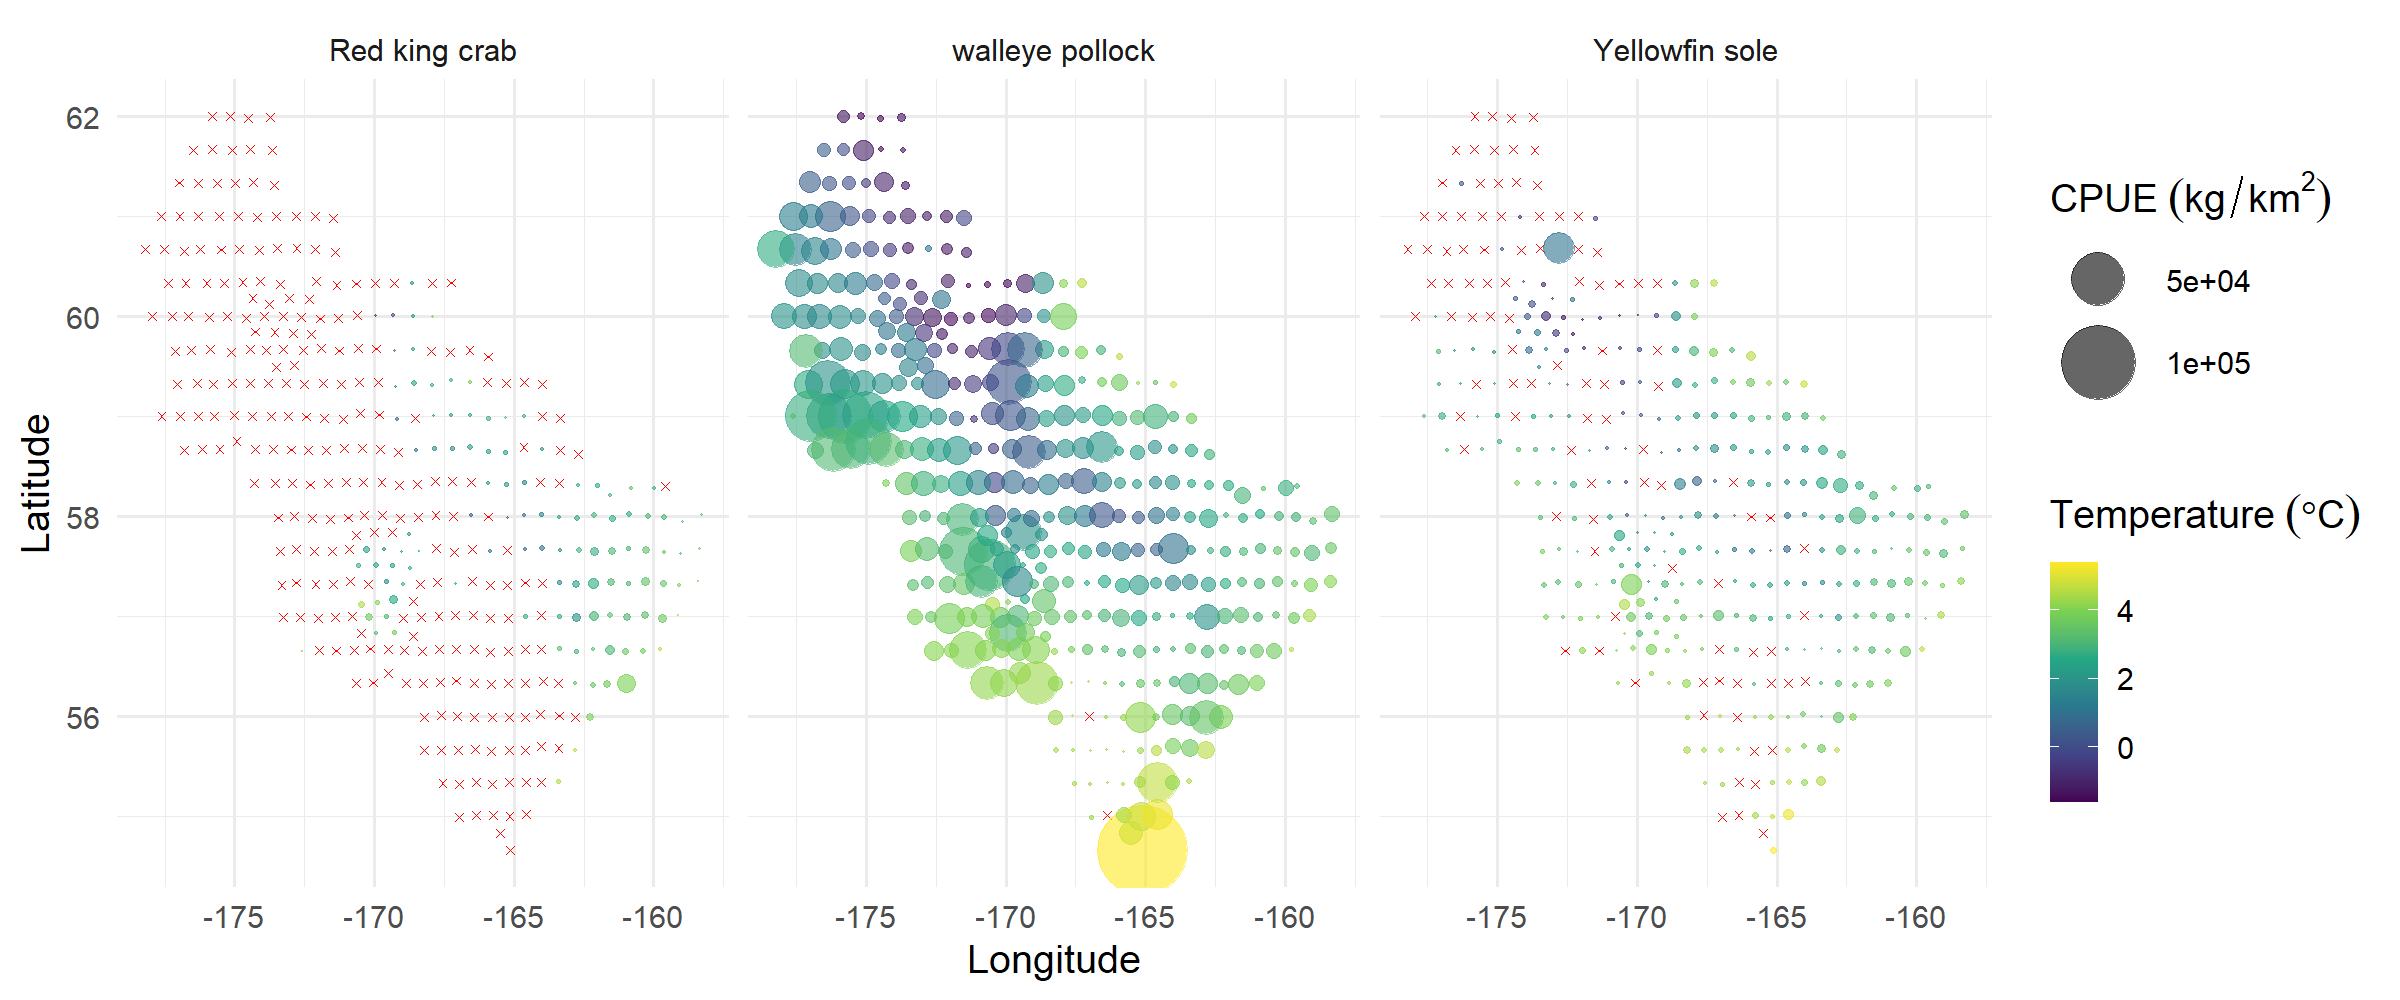 Red king crab
walleye pollock
Yellowfin sole
62
60
58
56
Latitude
-175
-170
-165
-160
-175
-170
-165
-160
-175
-170
-165
-160
Longitude
CPUE (kg/km²)
5e+04
1e+05
Temperature (°C)
4
2
0